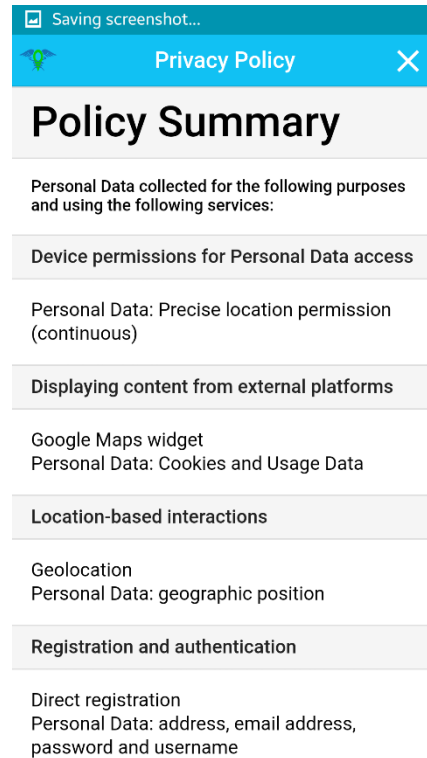 Saving screenshot...
Privacy Policy
Policy Summary
Personal Data collected for the following purposes
and using the following services:
Device permissions for Personal Data access
Personal Data: Precise location permission
(continuous)
Displaying content from external platforms
Google Maps widget
Personal Data: Cookies and Usage Data
Location-based interactions
Geolocation
Personal Data: geographic position
Registration and authentication
Direct registration
Personal Data: address, email address,
password and username